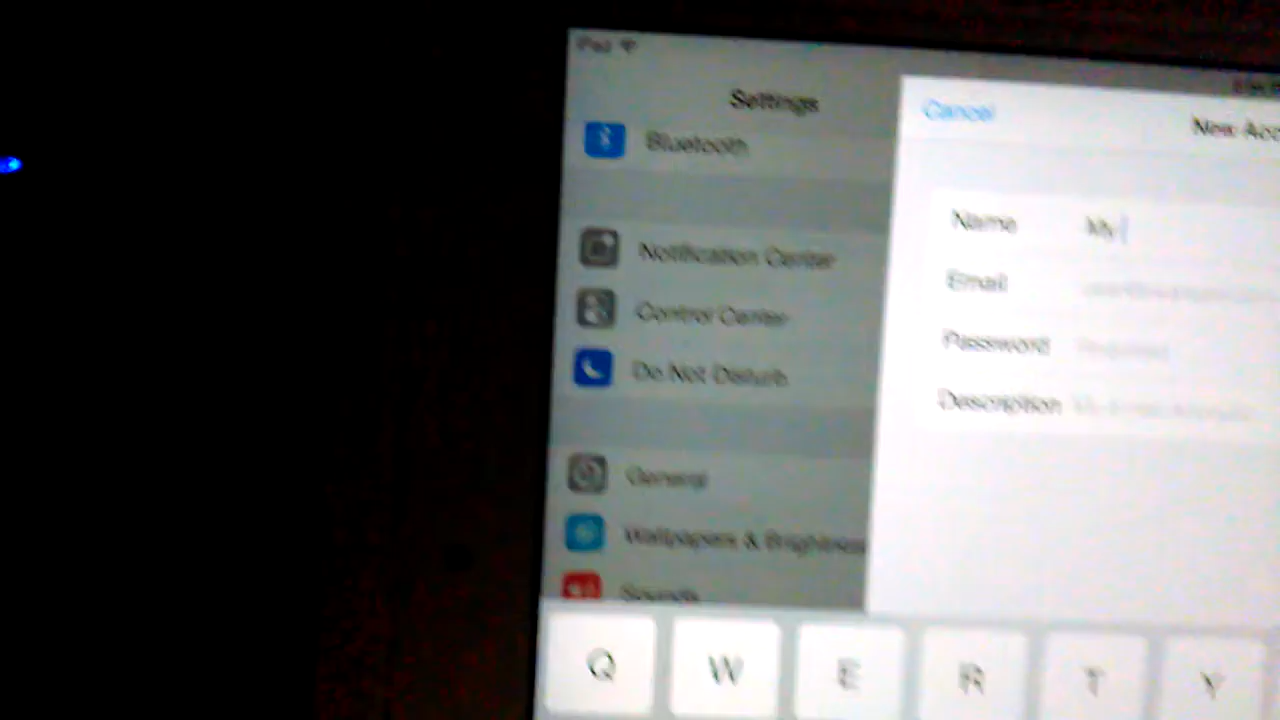 iPad
Settings
Bluetooth
Notification Center
Control Center
Do Not Disturb
General
Wallpapers & Brightness
Sounds
Cancel
New Acc
Name My
Email
Password Required
Description
Q W E R T Y